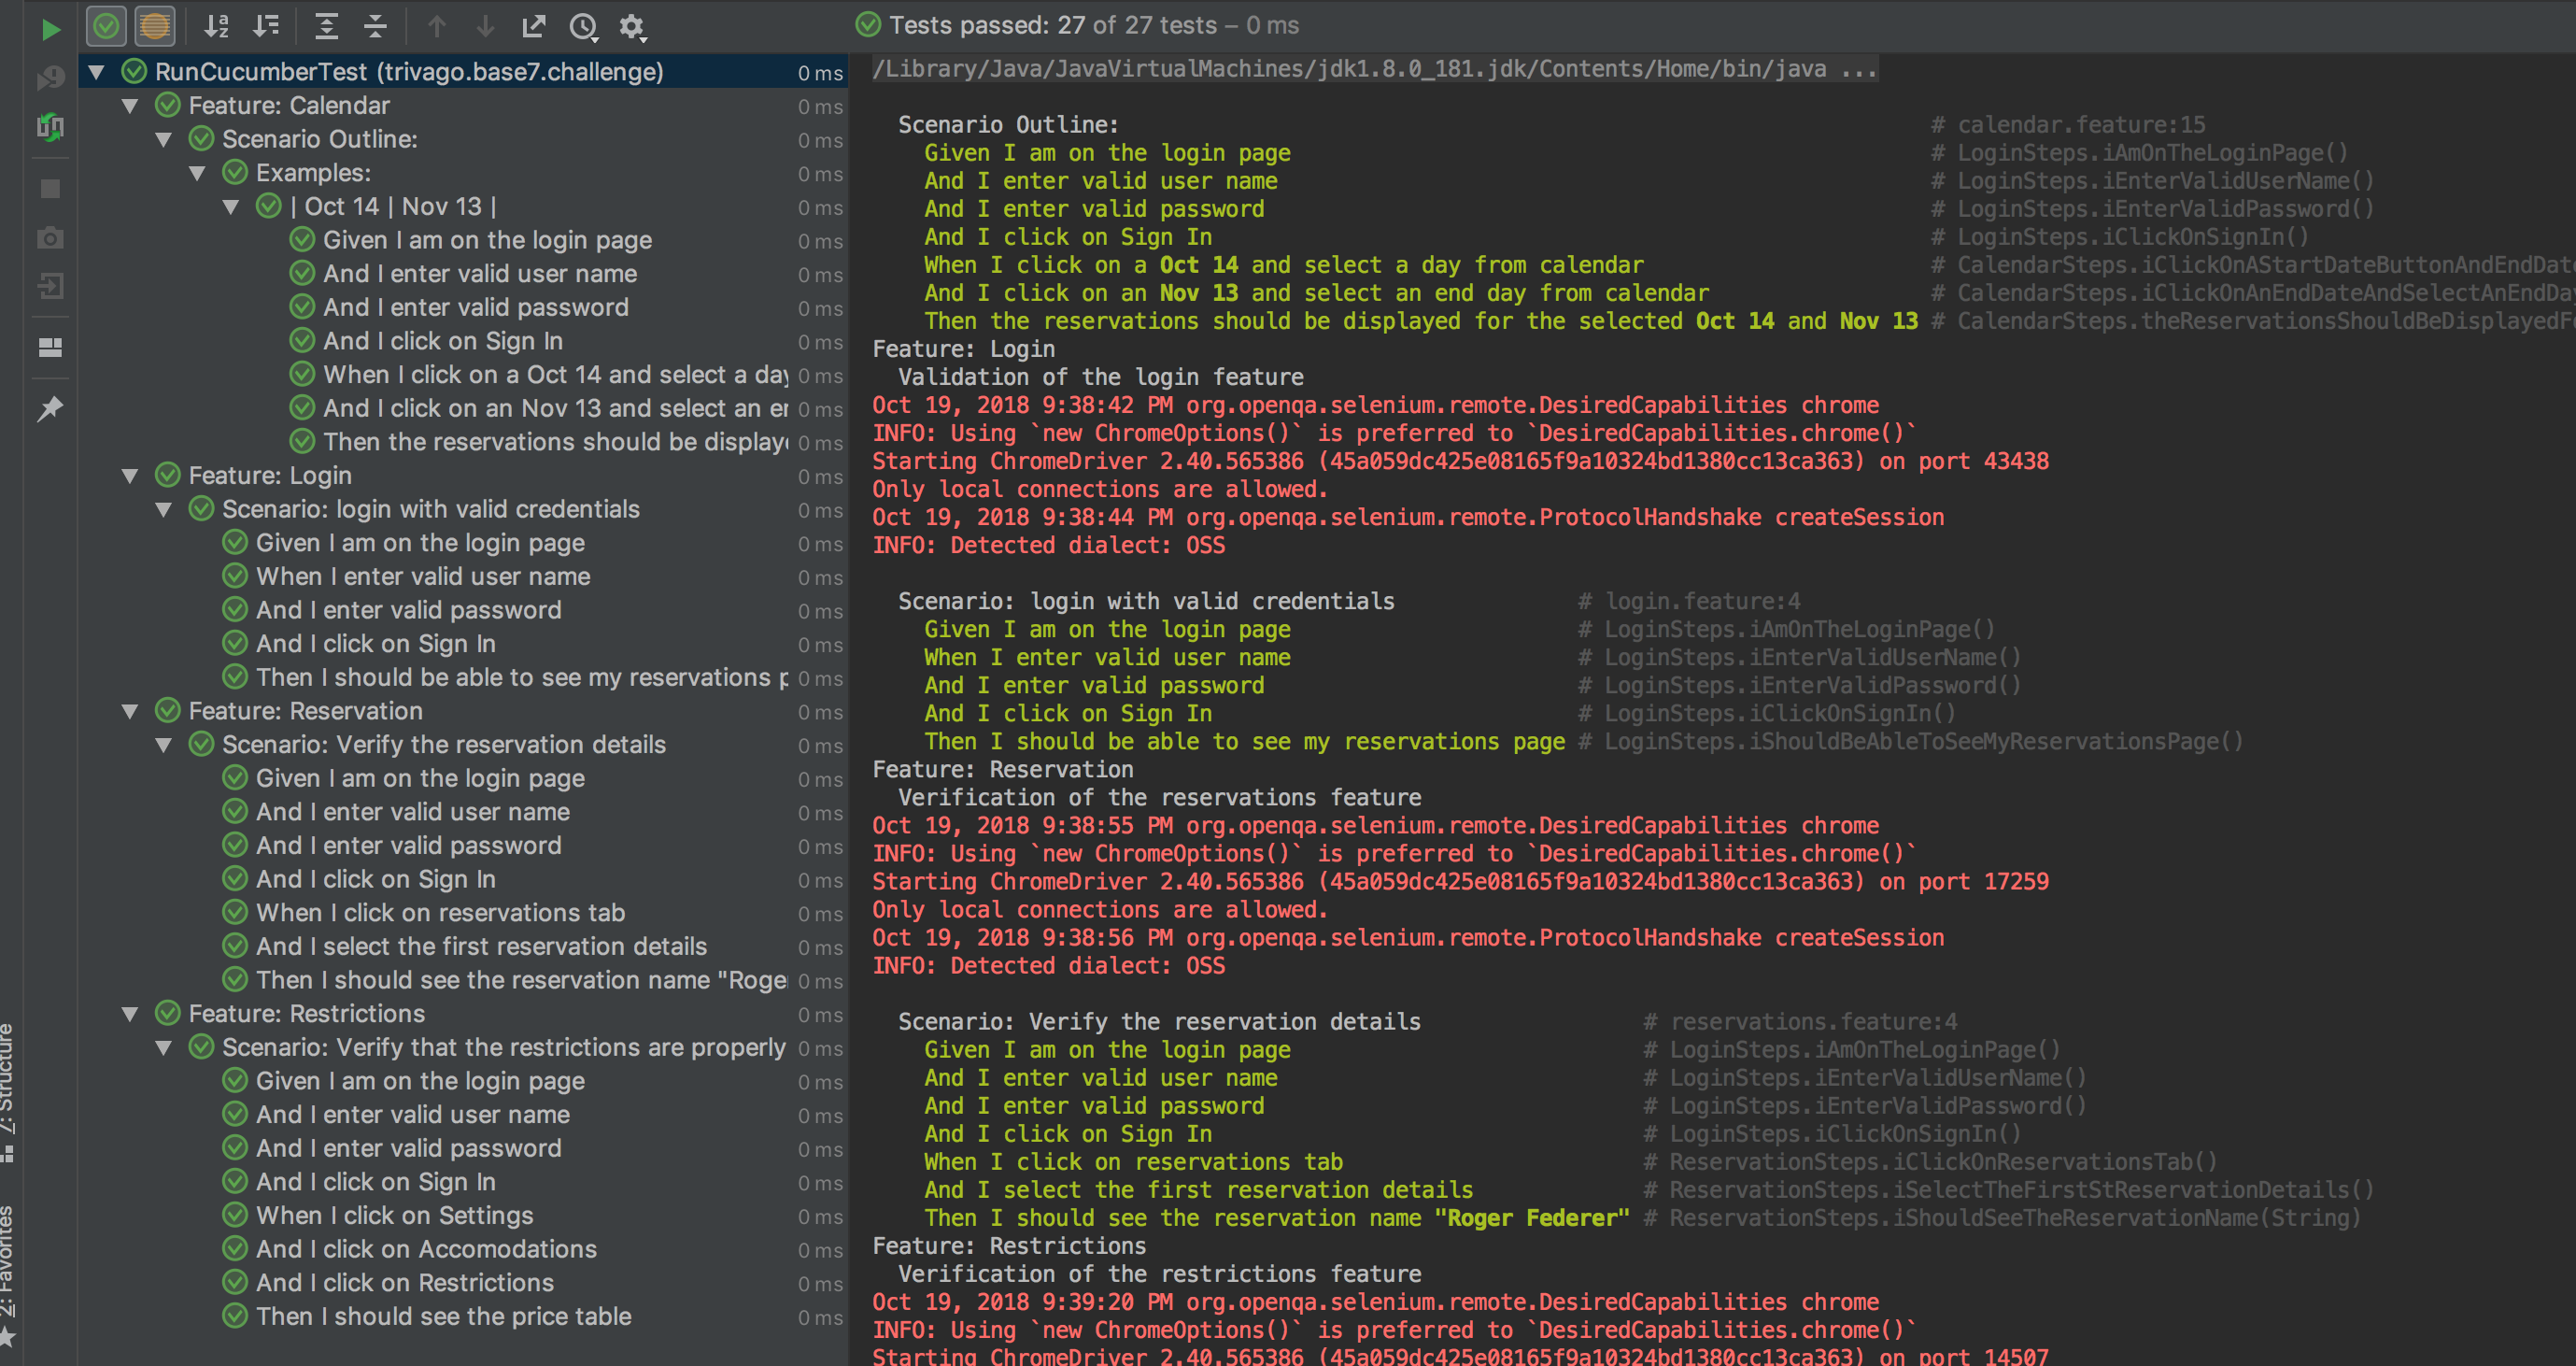 Tests passed: 27 of 27 tests – 0 ms
RunCucumberTest (trivago.base7.challenge) 0 ms
Feature: Calendar 0 ms
Scenario Outline: 0 ms
Examples: 0 ms
| Oct 14 | Nov 13 | 0 ms
Given I am on the login page 0 ms
And I enter valid user name 0 ms
And I enter valid password 0 ms
And I click on Sign In 0 ms
When I click on a Oct 14 and select a day 0 ms
And I click on an Nov 13 and select an 0 ms
Then the reservations should be 0 ms
Feature: Login 0 ms
Scenario: login with valid credentials 0 ms
Given I am on the login page 0 ms
When I enter valid user name 0 ms
And I enter valid password 0 ms
And I click on Sign In 0 ms
Then I should be able to see my reservations 0 ms
Feature: Reservation 0 ms
Scenario: Verify the reservation details 0 ms
Given I am on the login page 0 ms
And I enter valid user name 0 ms
And I enter valid password 0 ms
And I click on Sign In 0 ms
When I click on reservations tab 0 ms
And I select the first reservation details 0 ms
Then I should see the reservation name "Roge 0 ms
Feature: Restrictions 0 ms
Scenario: Verify that the restrictions are properly 0 ms
Given I am on the login page 0 ms
And I enter valid user name 0 ms
And I enter valid password 0 ms
And I click on Sign In 0 ms
When I click on Settings 0 ms
And I click on Accomodations 0 ms
And I click on Restrictions 0 ms
Then I should see the price table 0 ms
/Library/Java/JavaVirtualMachines/jdk1.8.0_181.jdk/Contents/Home/bin/java ...
Scenario Outline: # calendar.feature:15
Given I am on the login page # LoginSteps.iAmOnTheLoginPage()
And I enter valid user name # LoginSteps.iEnterValidUserName()
And I enter valid password # LoginSteps.iEnterValidPassword()
And I click on Sign In # LoginSteps.iClickOnSignIn()
When I click on a Oct 14 and select a day from calendar # CalendarSteps.iClickOnAStartDateButtonAndEndDate
And I click on an Nov 13 and select an end day from calendar # CalendarSteps.iClickOnAnEndDateAndSelectAnEndDay
Then the reservations should be displayed for the selected Oct 14 and Nov 13 # CalendarSteps.theReservationsShouldBeDisplayedFo
Feature: Login
Validation of the login feature
Oct 19, 2018 9:38:42 PM org.openqa.selenium.remote.DesiredCapabilities chrome
INFO: Using `new ChromeOptions()` is preferred to `DesiredCapabilities.chrome()`
Starting ChromeDriver 2.40.565386 (45a059dc425e08165f9a10324bd1380cc13ca363) on port 43438
Only local connections are allowed.
Oct 19, 2018 9:38:44 PM org.openqa.selenium.remote.ProtocolHandshake createSession
INFO: Detected dialect: OSS
Scenario: login with valid credentials # login.feature:4
Given I am on the login page # LoginSteps.iAmOnTheLoginPage()
When I enter valid user name # LoginSteps.iEnterValidUserName()
And I enter valid password # LoginSteps.iEnterValidPassword()
And I click on Sign In # LoginSteps.iClickOnSignIn()
Then I should be able to see my reservations page # LoginSteps.iShouldBeAbleToSeeMyReservationsPage()
Feature: Reservation
Verification of the reservations feature
Oct 19, 2018 9:38:55 PM org.openqa.selenium.remote.DesiredCapabilities chrome
INFO: Using `new ChromeOptions()` is preferred to `DesiredCapabilities.chrome()`
Starting ChromeDriver 2.40.565386 (45a059dc425e08165f9a10324bd1380cc13ca363) on port 17259
Only local connections are allowed.
Oct 19, 2018 9:38:56 PM org.openqa.selenium.remote.ProtocolHandshake createSession
INFO: Detected dialect: OSS
Scenario: Verify the reservation details # reservations.feature:4
Given I am on the login page # LoginSteps.iAmOnTheLoginPage()
And I enter valid user name # LoginSteps.iEnterValidUserName()
And I enter valid password # LoginSteps.iEnterValidPassword()
And I click on Sign In # LoginSteps.iClickOnSignIn()
When I click on reservations tab # ReservationSteps.iClickOnReservationsTab()
And I select the first reservation details # ReservationSteps.iSelectTheFirstStReservationDetails()
Then I should see the reservation name "Roger Federer" # ReservationSteps.iShouldSeeTheReservationName(String)
Feature: Restrictions
Verification of the restrictions feature
Oct 19, 2018 9:39:20 PM org.openqa.selenium.remote.DesiredCapabilities chrome
INFO: Using `new ChromeOptions()` is preferred to `DesiredCapabilities.chrome()`
Starting ChromeDriver 2.40.565386 (45a059dc425e08165f9a10324bd1380cc13ca363) on port 14507
7: Structure
2: Favorites